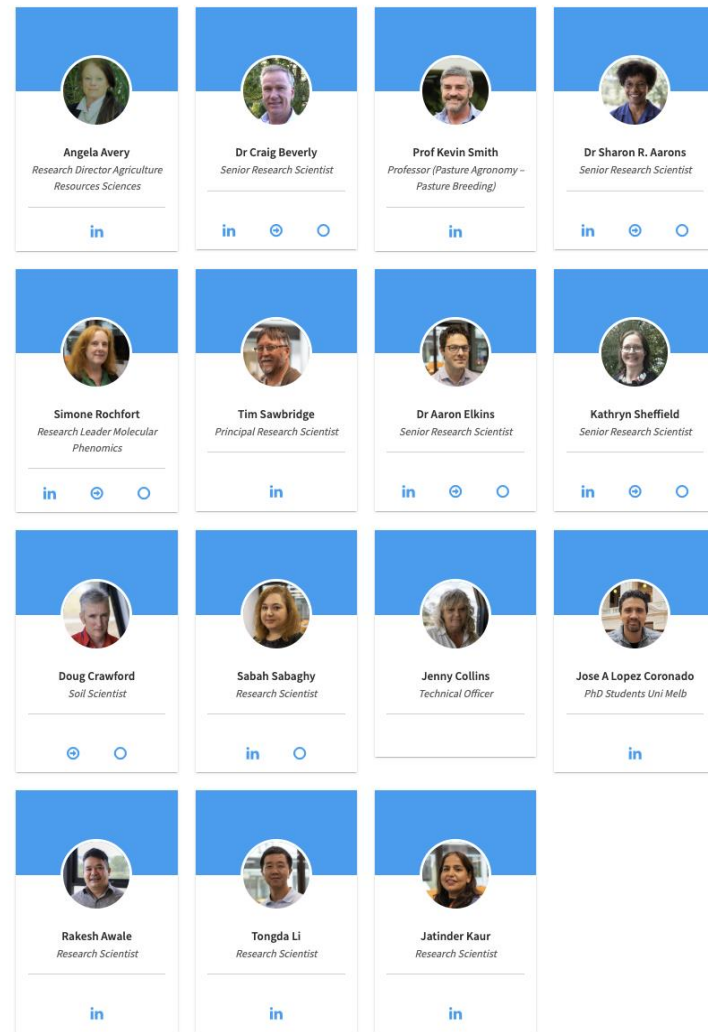 Angela Avery
Research Director Agriculture
Resources Sciences
in
Dr Craig Beverly
Senior Research Scientist
in
Prof Kevin Smith
Professor (Pasture Agronomy –
Pasture Breeding)
in
Dr Sharon R. Aarons
Senior Research Scientist
in
Simone Rochfort
Research Leader Molecular
Phenomics
in
Tim Sawbridge
Principal Research Scientist
in
Dr Aaron Elkins
Senior Research Scientist
in
Kathryn Sheffield
Senior Research Scientist
in
Doug Crawford
Soil Scientist
Sabah Sabaghy
Research Scientist
in
Jenny Collins
Technical Officer
Jose A Lopez Coronado
PhD Students Uni Melb
in
Rakesh Awale
Research Scientist
in
Tongda Li
Research Scientist
in
Jatinder Kaur
Research Scientist
in